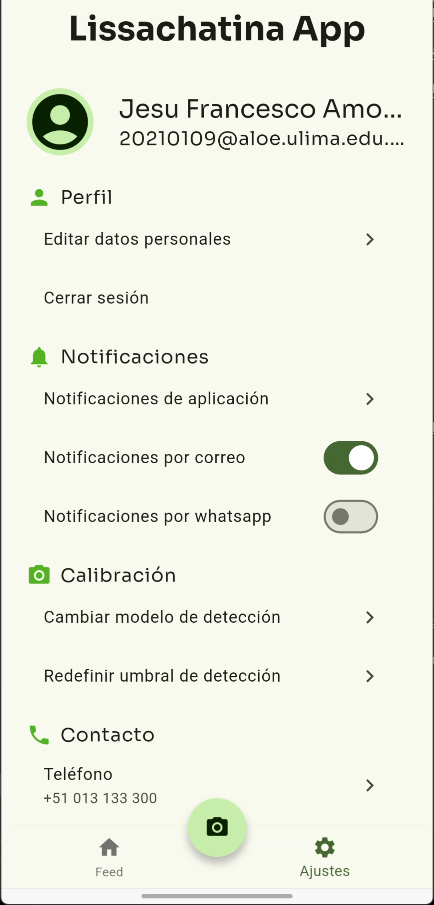 Lissachatina App
Jesu Francesco Amo...
20210109@aloe.ulima.edu....
Perfil
Editar datos personales
Cerrar sesión
Notificaciones
Notificaciones de aplicación
Notificaciones por correo
Notificaciones por whatsapp
Calibración
Cambiar modelo de detección
Redefinir umbral de detección
Contacto
Teléfono
+51 013 133 300
Feed
Ajustes